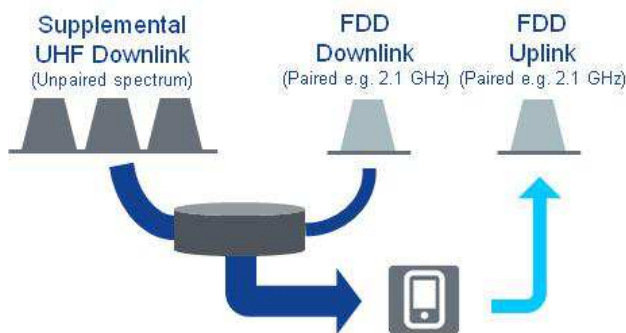 Supplemental
UHF Downlink
(Unpaired spectrum)
FDD
Downlink
(Paired e.g. 2.1 GHz)
FDD
Uplink
(Paired e.g. 2.1 GHz)